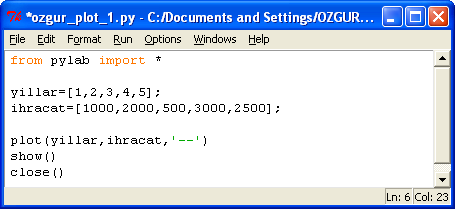 *ozgur_plot_1.py - C:/Documents and Settings/OZGUR...
File Edit Format Run Options Windows Help
from pylab import *
yillar=[1,2,3,4,5];
ihracat=[1000,2000,500,3000,2500];
plot(yillar,ihracat,'--')
show()
close()
Ln: 6 Col: 23